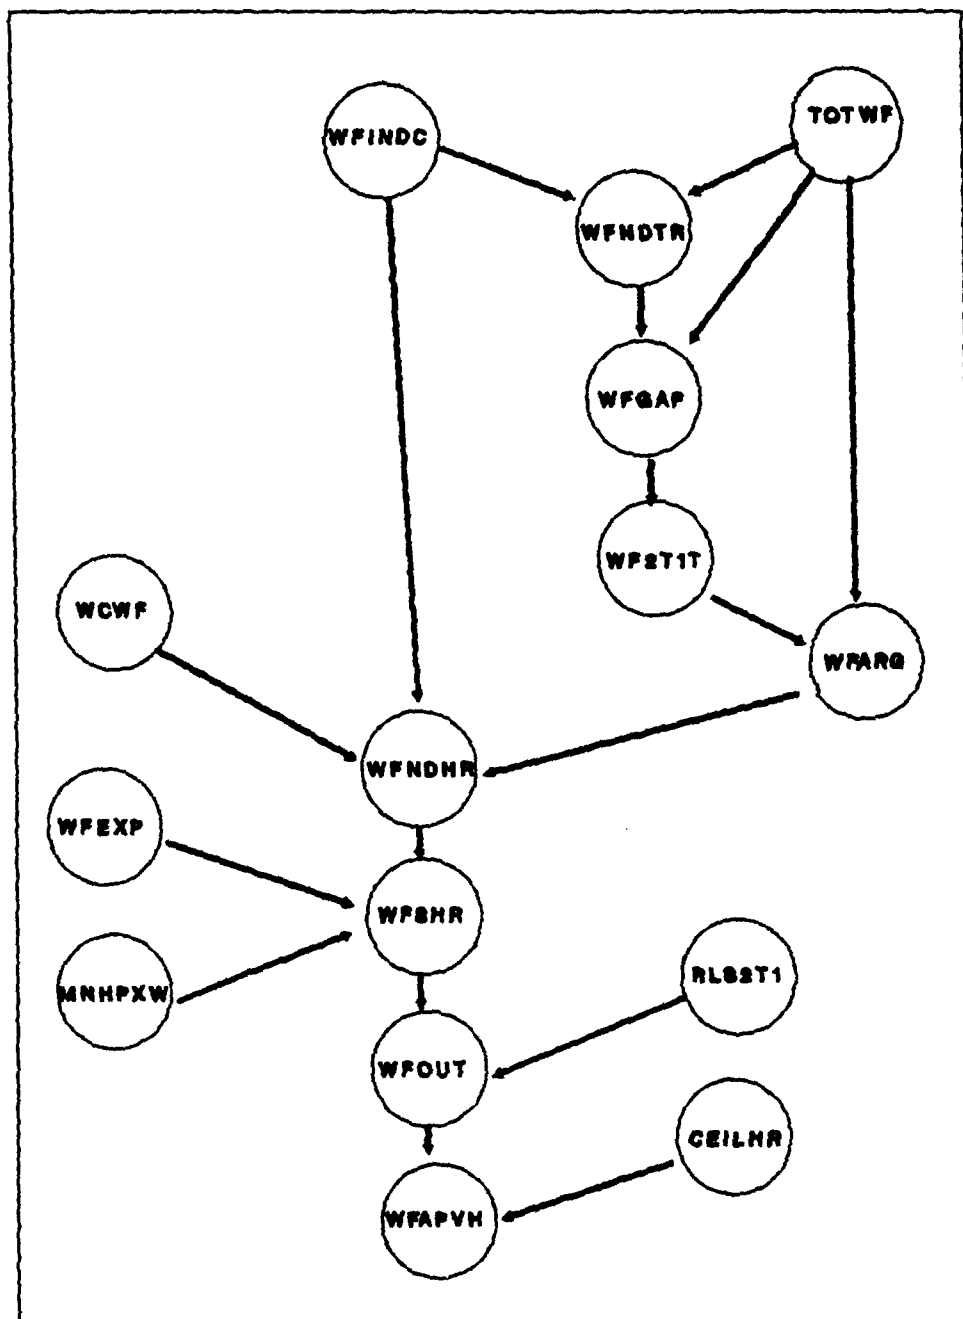 WFINDC
TOTWF
WFNDTR
WFGAP
WF2T1T
WCWF
WFARG
WFNDHR
WFEXP
WFSHR
MNHPXW
RLS2T1
WFOUT
CEILHR
WFAPVH